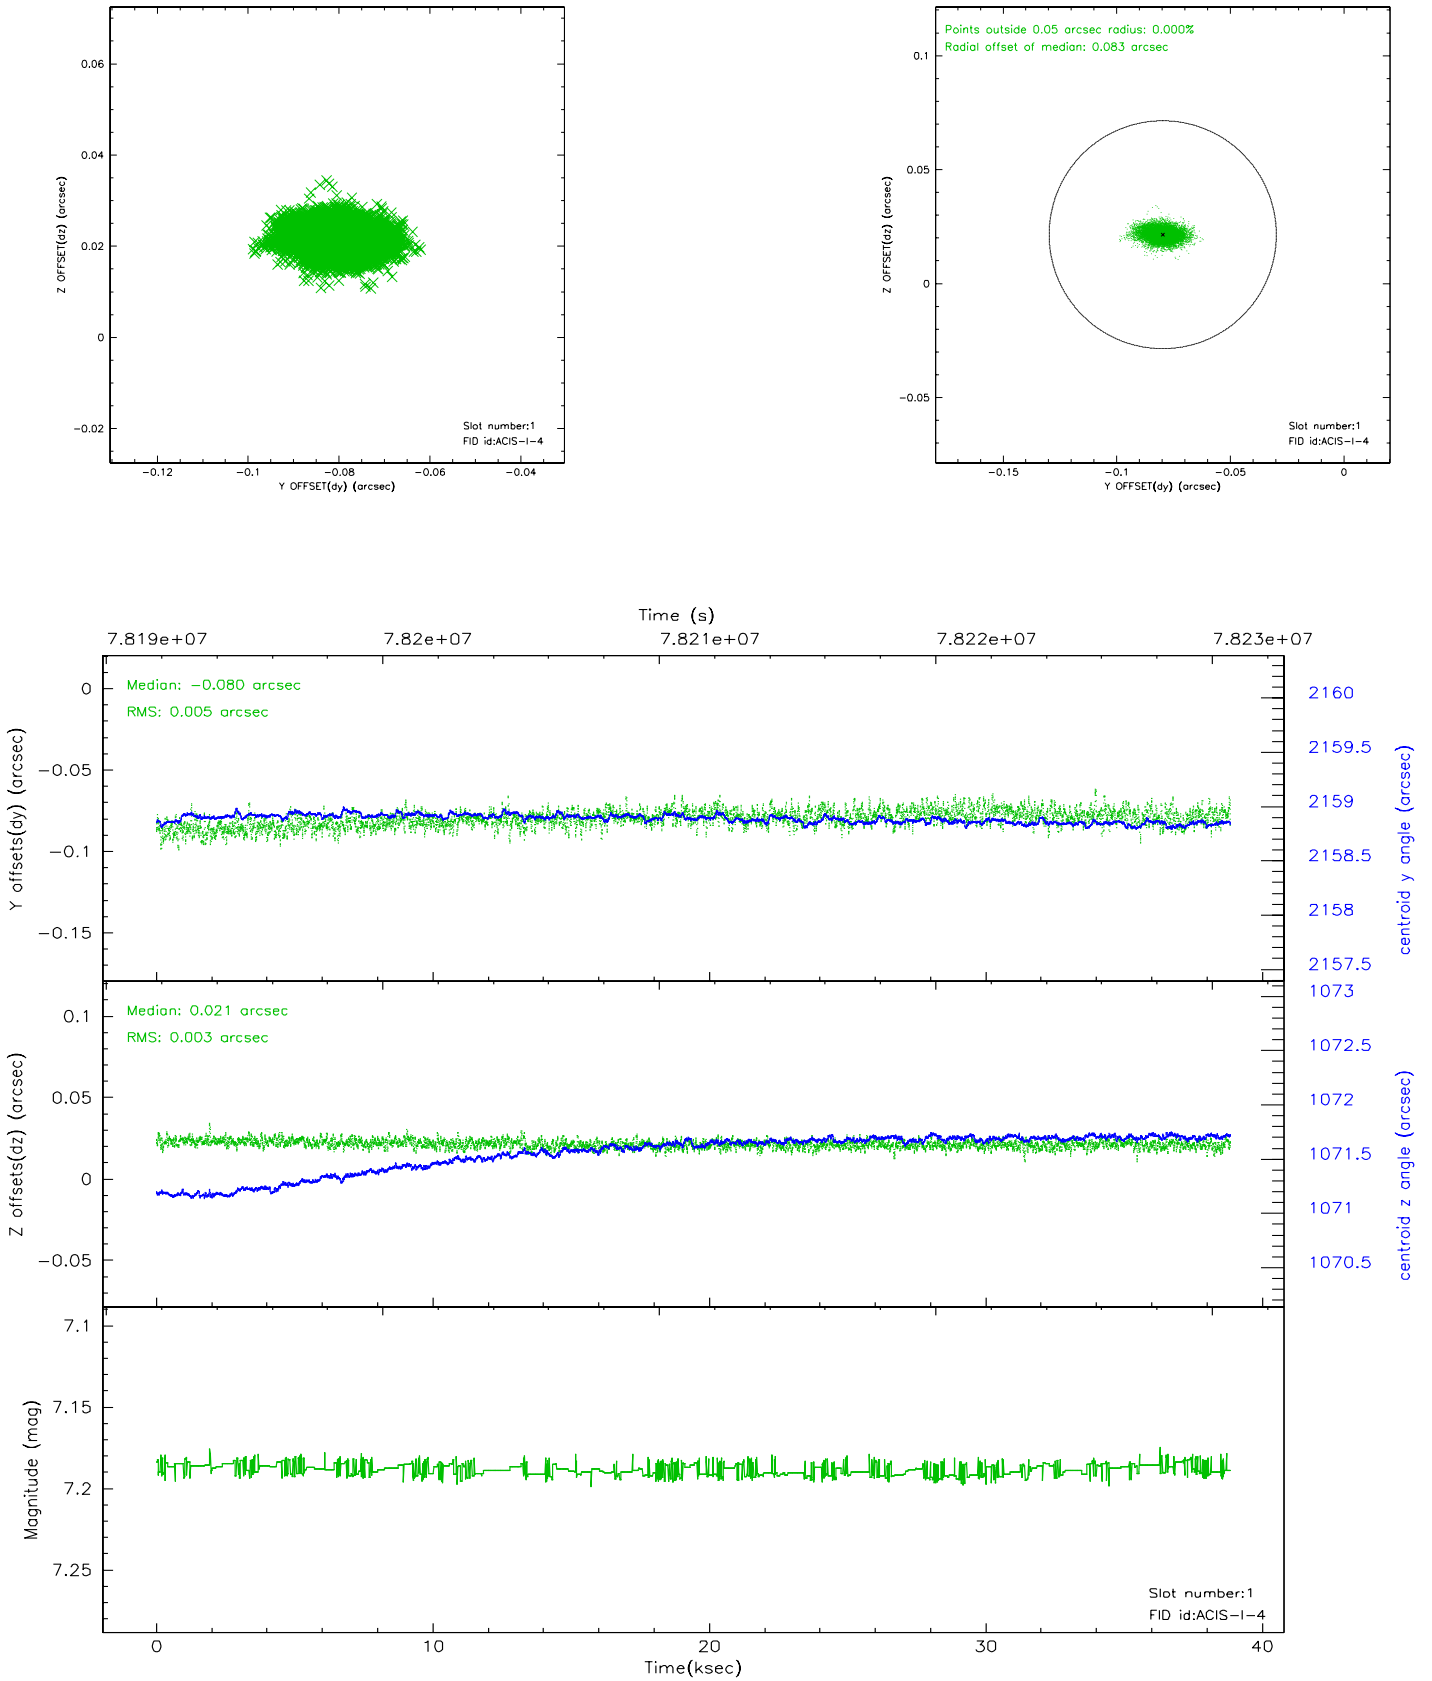 0.06
0.04
0.02
0
−0.02
Z OFFSET(dz) (arcsec)
Slot number:1
FID id:ACIS−I−4
−0.12
−0.1
−0.08
−0.06
−0.04
Y OFFSET(dy) (arcsec)
Points outside 0.05 arcsec radius: 0.000%
Radial offset of median: 0.083 arcsec
0.1
0.05
0
−0.05
Z OFFSET(dz) (arcsec)
Slot number:1
FID id:ACIS−I−4
−0.15
−0.1
−0.05
0
Y OFFSET(dy) (arcsec)
Time (s)
7.819e+07
7.82e+07
7.821e+07
7.822e+07
7.823e+07
Median: −0.080 arcsec
RMS: 0.005 arcsec
0
−0.05
−0.1
−0.15
Y offsets(dy) (arcsec)
2160
2159.5
2159
2158.5
2158
2157.5
centroid y angle (arcsec)
Median: 0.021 arcsec
RMS: 0.003 arcsec
0.1
0.05
0
−0.05
Z offsets(dz) (arcsec)
1073
1072.5
1072
1071.5
1071
1070.5
centroid z angle (arcsec)
7.1
7.15
7.2
7.25
Magnitude (mag)
Slot number:1
FID id:ACIS−I−4
0
10
20
30
40
Time(ksec)